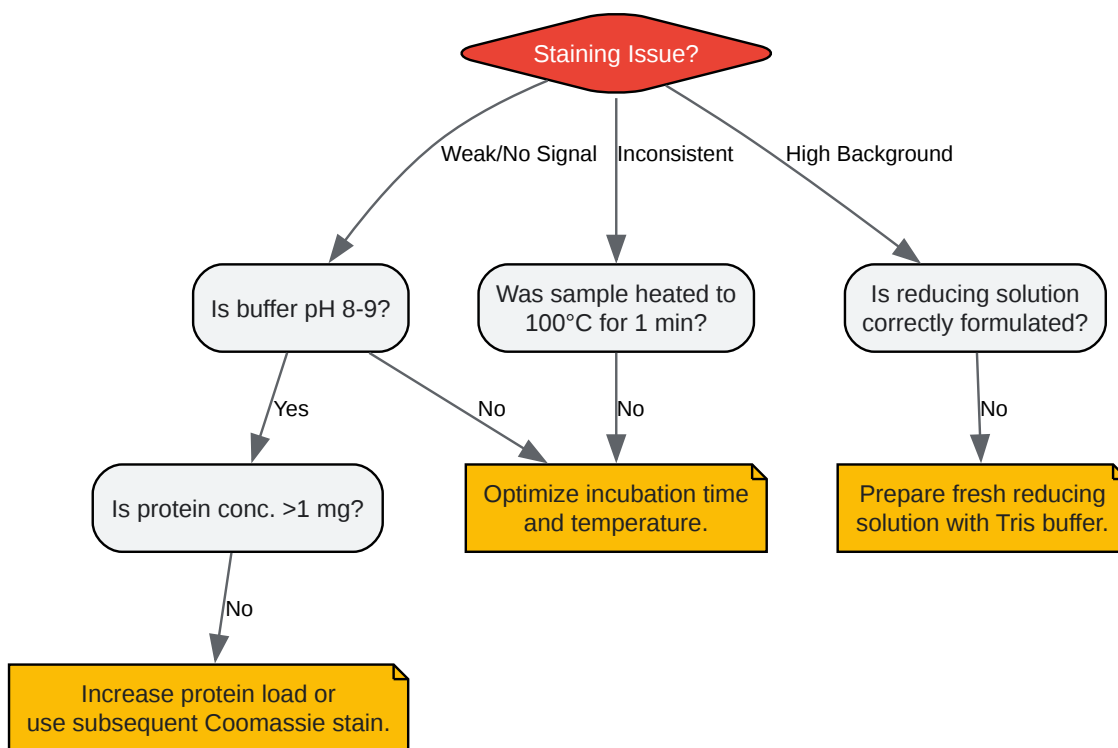 Staining Issue?
Weak/No Signal
Inconsistent
High Background
Is buffer pH 8-9?
Was sample heated to
100°C for 1 min?
Is reducing solution
correctly formulated?
Yes
No
No
No
Is protein conc. >1 mg?
Optimize incubation time
and temperature.
Prepare fresh reducing
solution with Tris buffer.
No
Increase protein load or
use subsequent Coomassie stain.